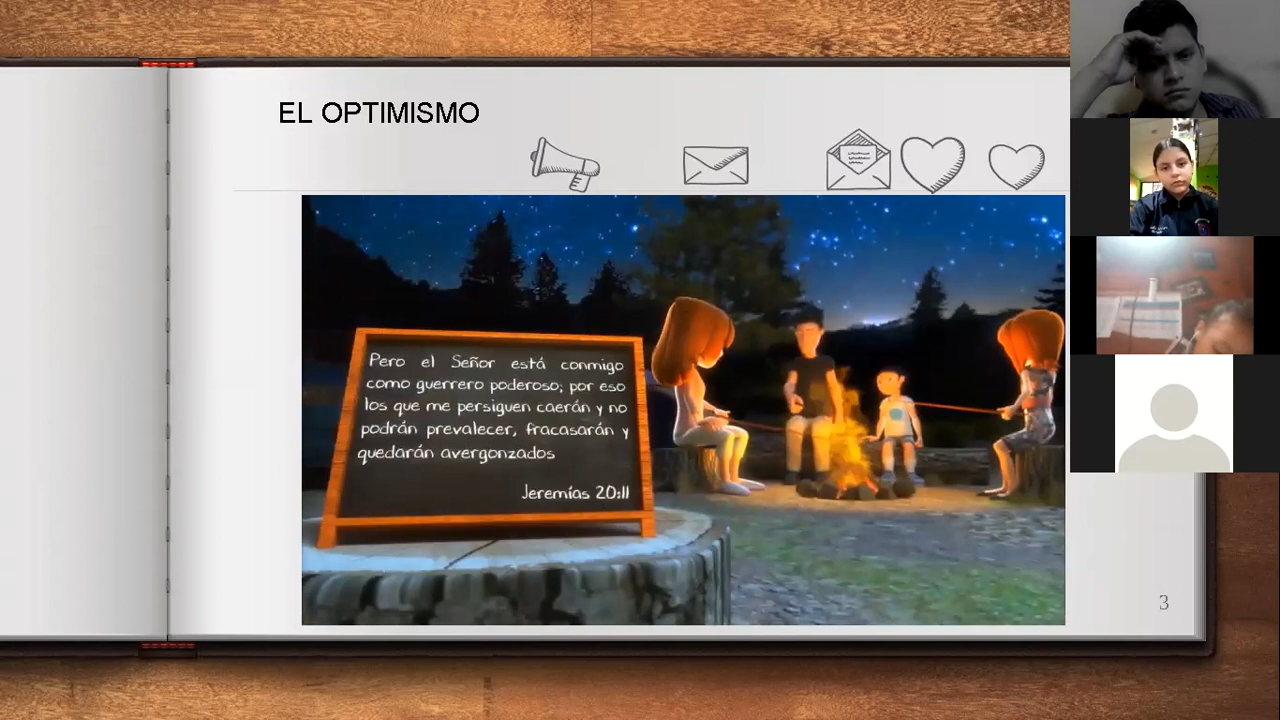 EL OPTIMISMO
Pero el Señor está conmigo
como guerrero poderoso; por eso
los que me persiguen caerán y no
podrán prevalecer, fracasarán y
quedarán avergonzados
Jeremías 20:11
3